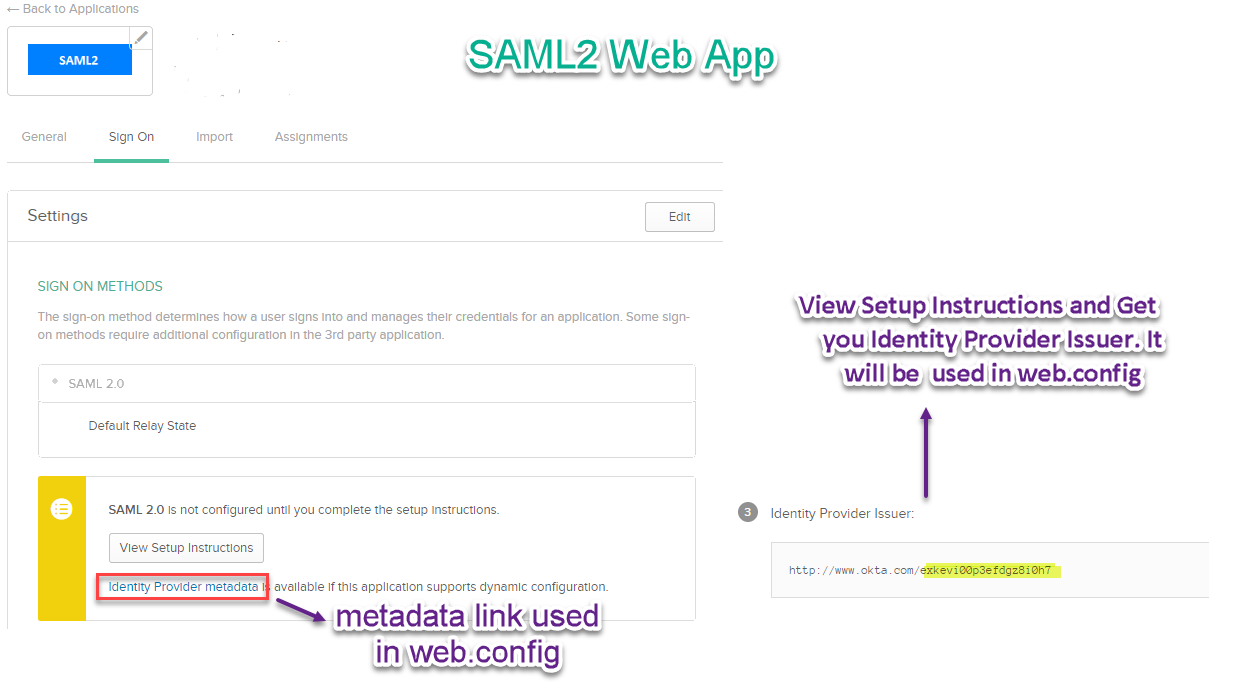 ← Back to Applications
SAML2
SAML2 Web App
General
Sign On
Import
Assignments
Settings
Edit
SIGN ON METHODS
The sign-on method determines how a user signs into and manages their credentials for an application. Some sign-
on methods require additional configuration in the 3rd party application.
SAML 2.0
Default Relay State
SAML 2.0 is not configured until you complete the setup instructions.
View Setup Instructions
Identity Provider metadata is available if this application supports dynamic configuration.
metadata link used
in web.config
View Setup Instructions and Get
you Identity Provider Issuer. It
will be used in web.config
3
Identity Provider Issuer:
http://www.okta.com/exkevi00p3efdgz8i0h7